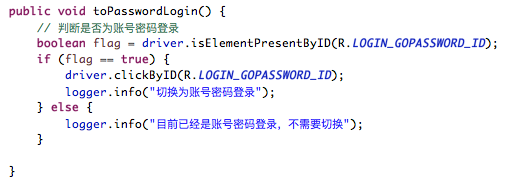 public void toPasswordLogin() {
    // 判断是否为账号密码登录
    boolean flag = driver.isElementPresentByID(R.LOGIN_GOPASSWORD_ID);
    if (flag == true) {
        driver.clickByID(R.LOGIN_GOPASSWORD_ID);
        logger.info("切换为账号密码登录");
    } else {
        logger.info("目前已经是账号密码登录，不需要切换");
    }
}